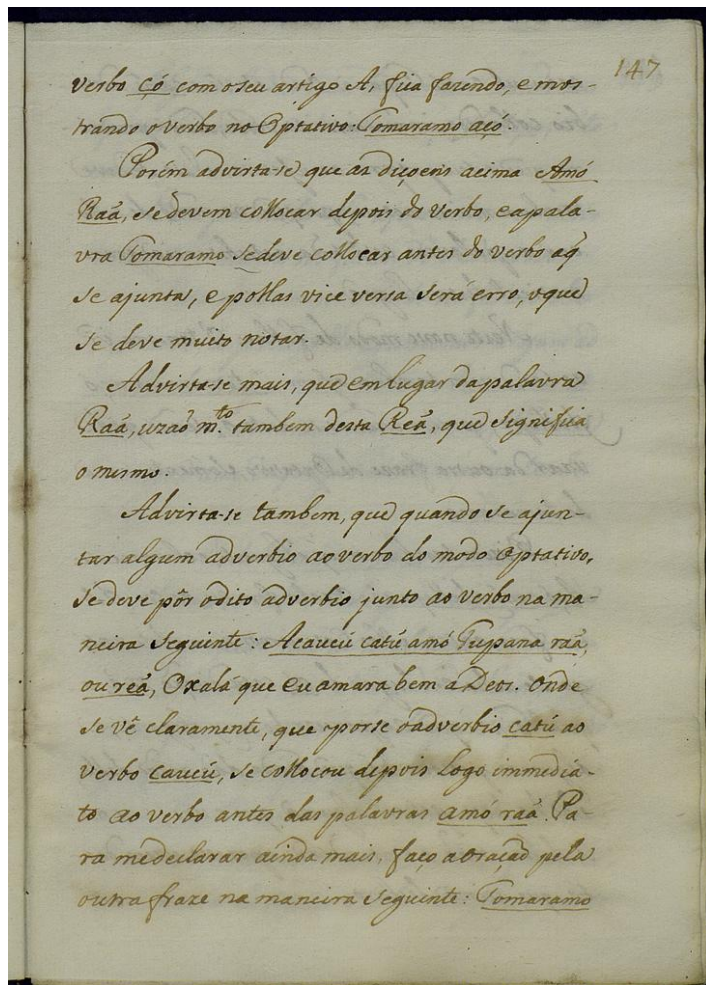 147
verbo çó com o seu artigo A, fica fazendo, e mos-
trando o verbo no Optativo: Tomaramo açó.
Porém advirta-se que as diçoens acima Amó
Raâ, se devem collocar depois do verbo, e a pala-
vra Tomaramo se deve collocar antes do verbo aq̃
se ajunta, e pollas vice versa será erro, o que
se deve muito notar.
Advirta-se mais, que em lugar da palavra
Raâ, uzaõ m.to tambem desta Reâ, que significa
o mesmo.
Advirta-se tambem, que quando se ajun-
tar algum adverbio ao verbo do modo Optativo,
se deve pôr o dito adverbio junto ao verbo na ma-
neira seguinte: Acaucú catú amó Tupana raâ,
ou reâ, Oxalá que eu amara bem a Deos. Onde
se vê claramente, que por se o adverbio catú ao
verbo caucú, se collocou depois logo immedia-
to ao verbo antes das palavras amó raâ. Pa-
ra me declarar ainda mais, faço a oraçaõ pela
outra fraze na maneira seguinte: Tomaramo